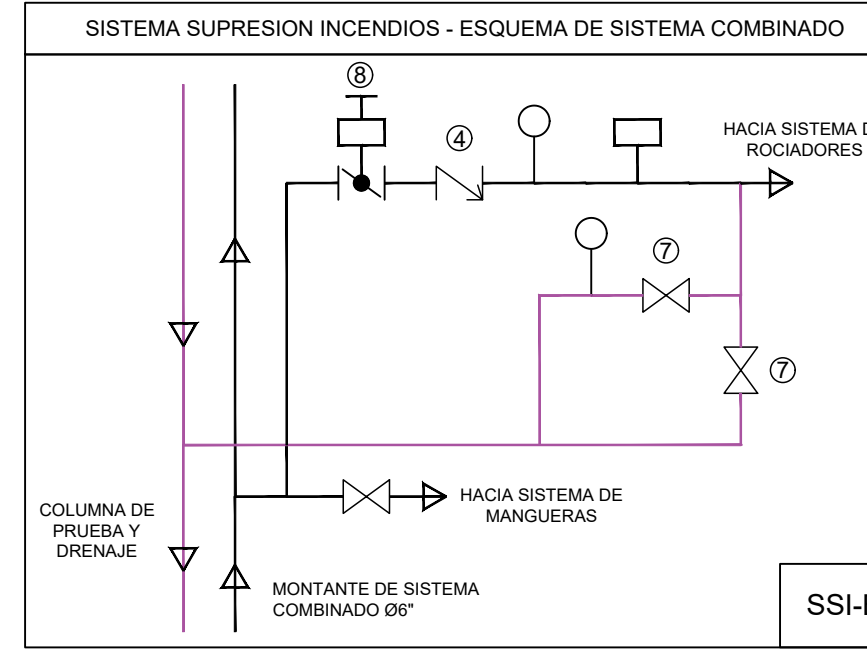 SISTEMA SUPRESION INCENDIOS - ESQUEMA DE SISTEMA COMBINADO
8
4
HACIA SISTEMA D
ROCIADORES
7
7
HACIA SISTEMA DE
MANGUERAS
COLUMNA DE
PRUEBA Y
DRENAJE
MONTANTE DE SISTEMA
COMBINADO Ø6"
SSI-